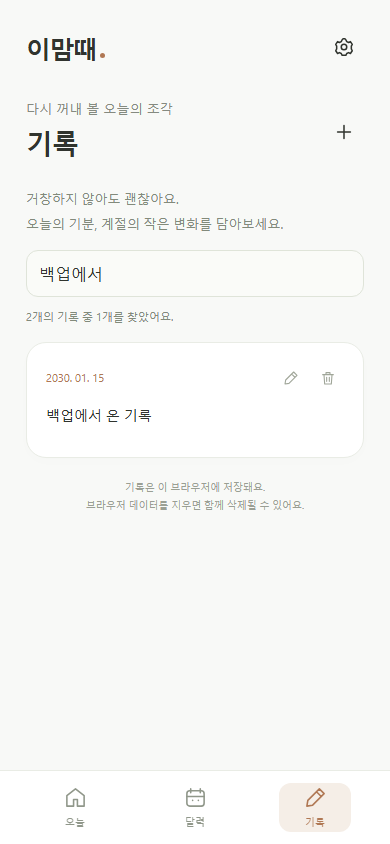 이맘때.
다시 꺼내 볼 오늘의 조각
기록
거창하지 않아도 괜찮아요.
오늘의 기분, 계절의 작은 변화를 담아보세요.
백업에서
2개의 기록 중 1개를 찾았어요.
2030. 01. 15
백업에서 온 기록
기록은 이 브라우저에 저장돼요.
브라우저 데이터를 지우면 함께 삭제될 수 있어요.
오늘
달력
기록